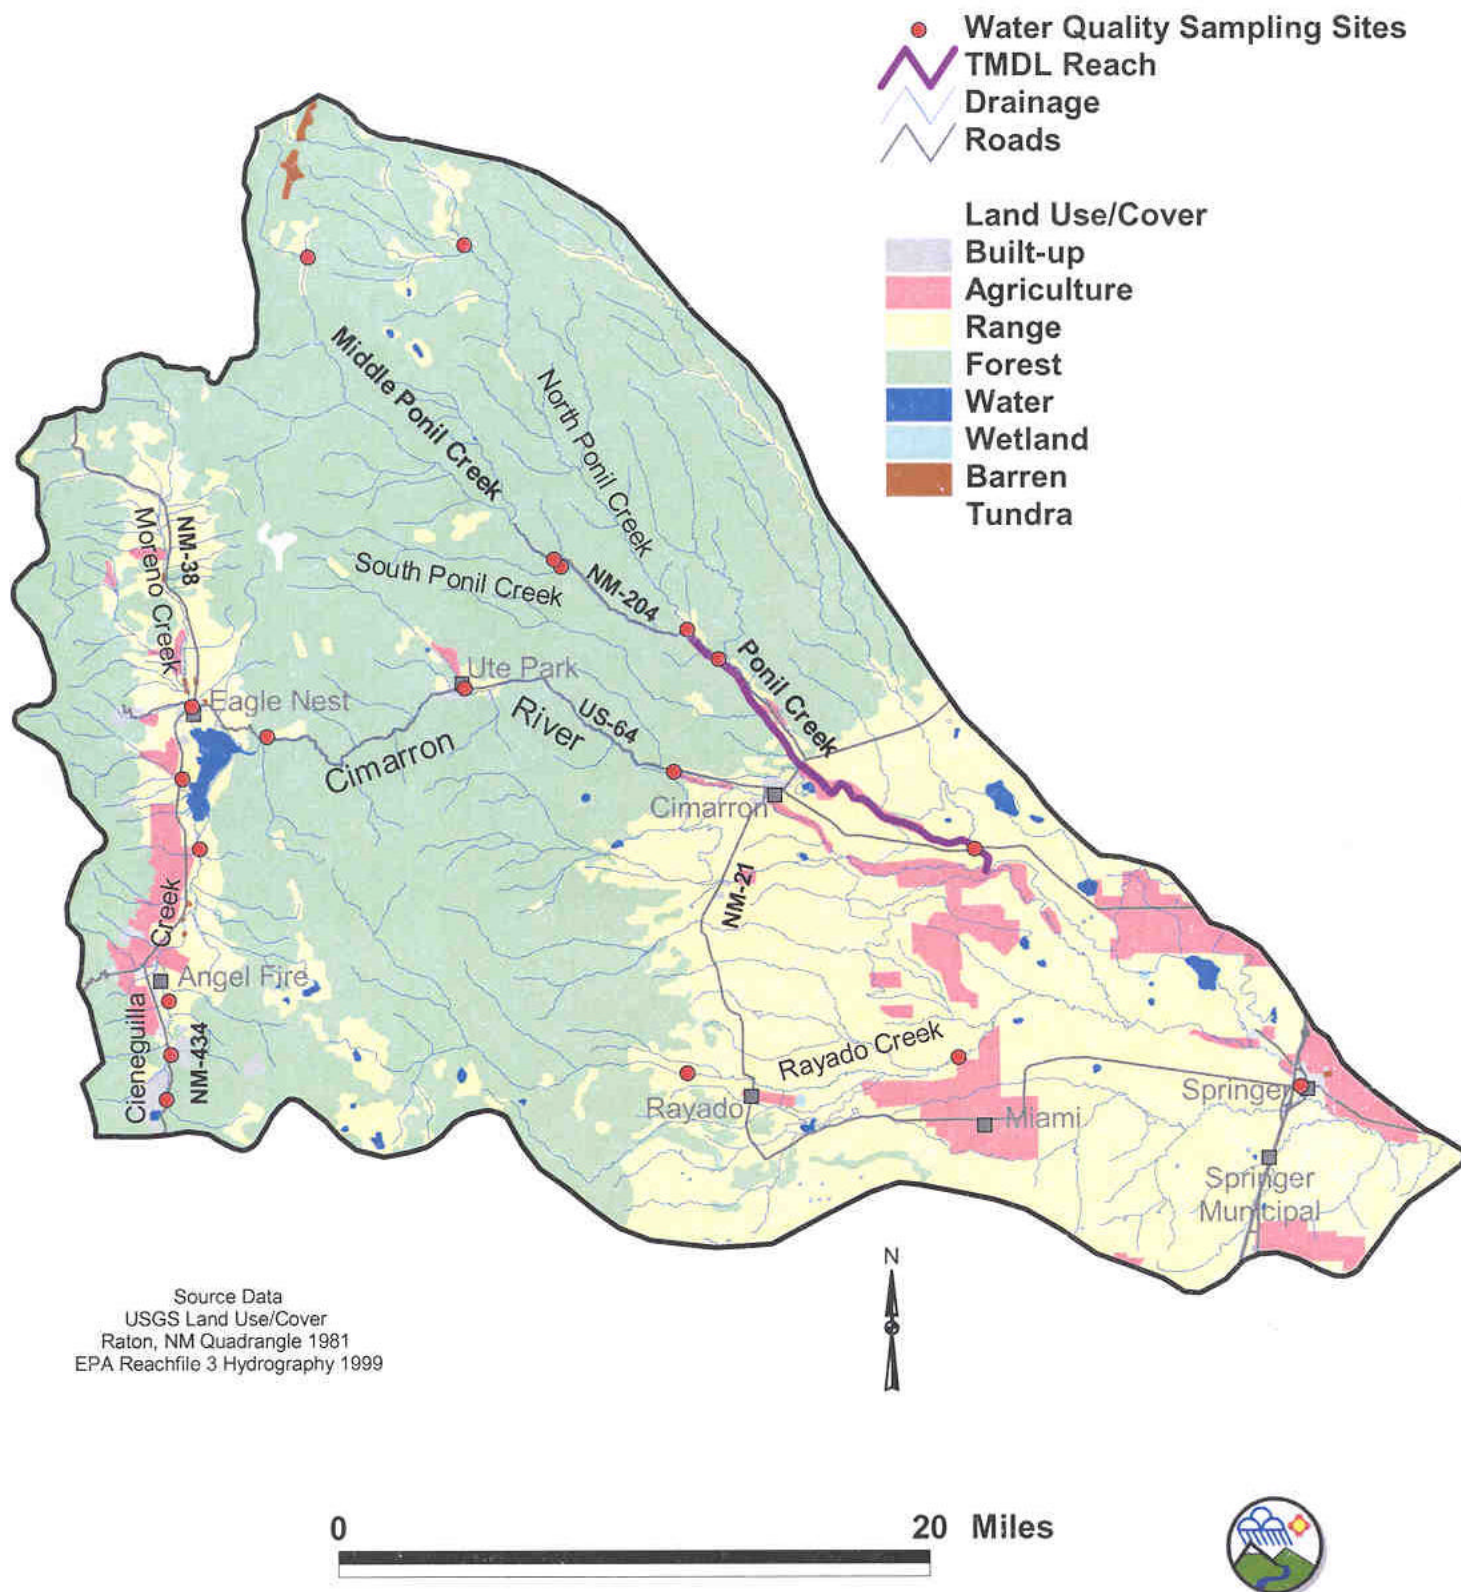 Water Quality Sampling Sites
TMDL Reach
Drainage
Roads
Land Use/Cover
Built-up
Agriculture
Range
Forest
Water
Wetland
Barren
Tundra
Middle Ponil Creek
North Ponil Creek
South Ponil Creek
NM-204
Ponil Creek
NM-38
Moreno Creek
Ute Park
Eagle Nest
US-64
Cimarron
River
Cimarron
NM-21
Creek
Angel Fire
Cieneguilla
NM-434
Rayado Creek
Rayado
Miami
Springer
Springer
Municipal
N
Source Data
USGS Land Use/Cover
Raton, NM Quadrangle 1981
EPA Reachfile 3 Hydrography 1999
0 20 Miles